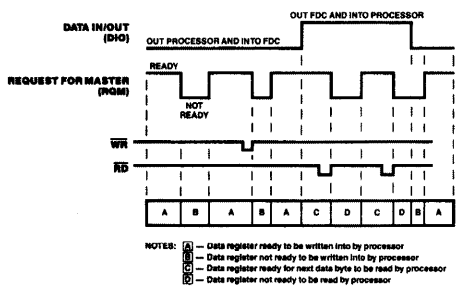 OUT FDC AND INTO PROCESSOR
DATA IN/OUT
(DIO)
OUT PROCESSOR AND INTO FDC
READY
REQUEST FOR MASTER
(RQM)
NOT
READY
WR
RD
A B A B A C D C D B A
NOTES: A — Data register ready to be written into by processor
B — Data register not ready to be written into by processor
C — Data register ready for next data byte to be read by processor
D — Data register not ready to be read by processor